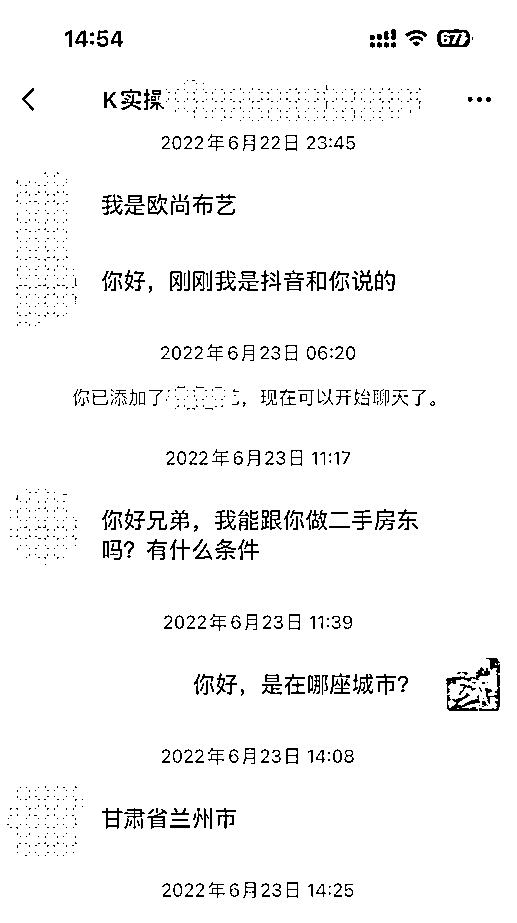 14:54
67
K实操
2022年6月22日 23:45
我是欧尚布艺
你好，刚刚我是抖音和你说的
2022年6月23日 06:20
你已添加了，现在可以开始聊天了。
2022年6月23日 11:17
你好兄弟，我能跟你做二手房东
吗？有什么条件
2022年6月23日 11:39
你好，是在哪座城市？
2022年6月23日 14:08
甘肃省兰州市
2022年6月23日 14:25